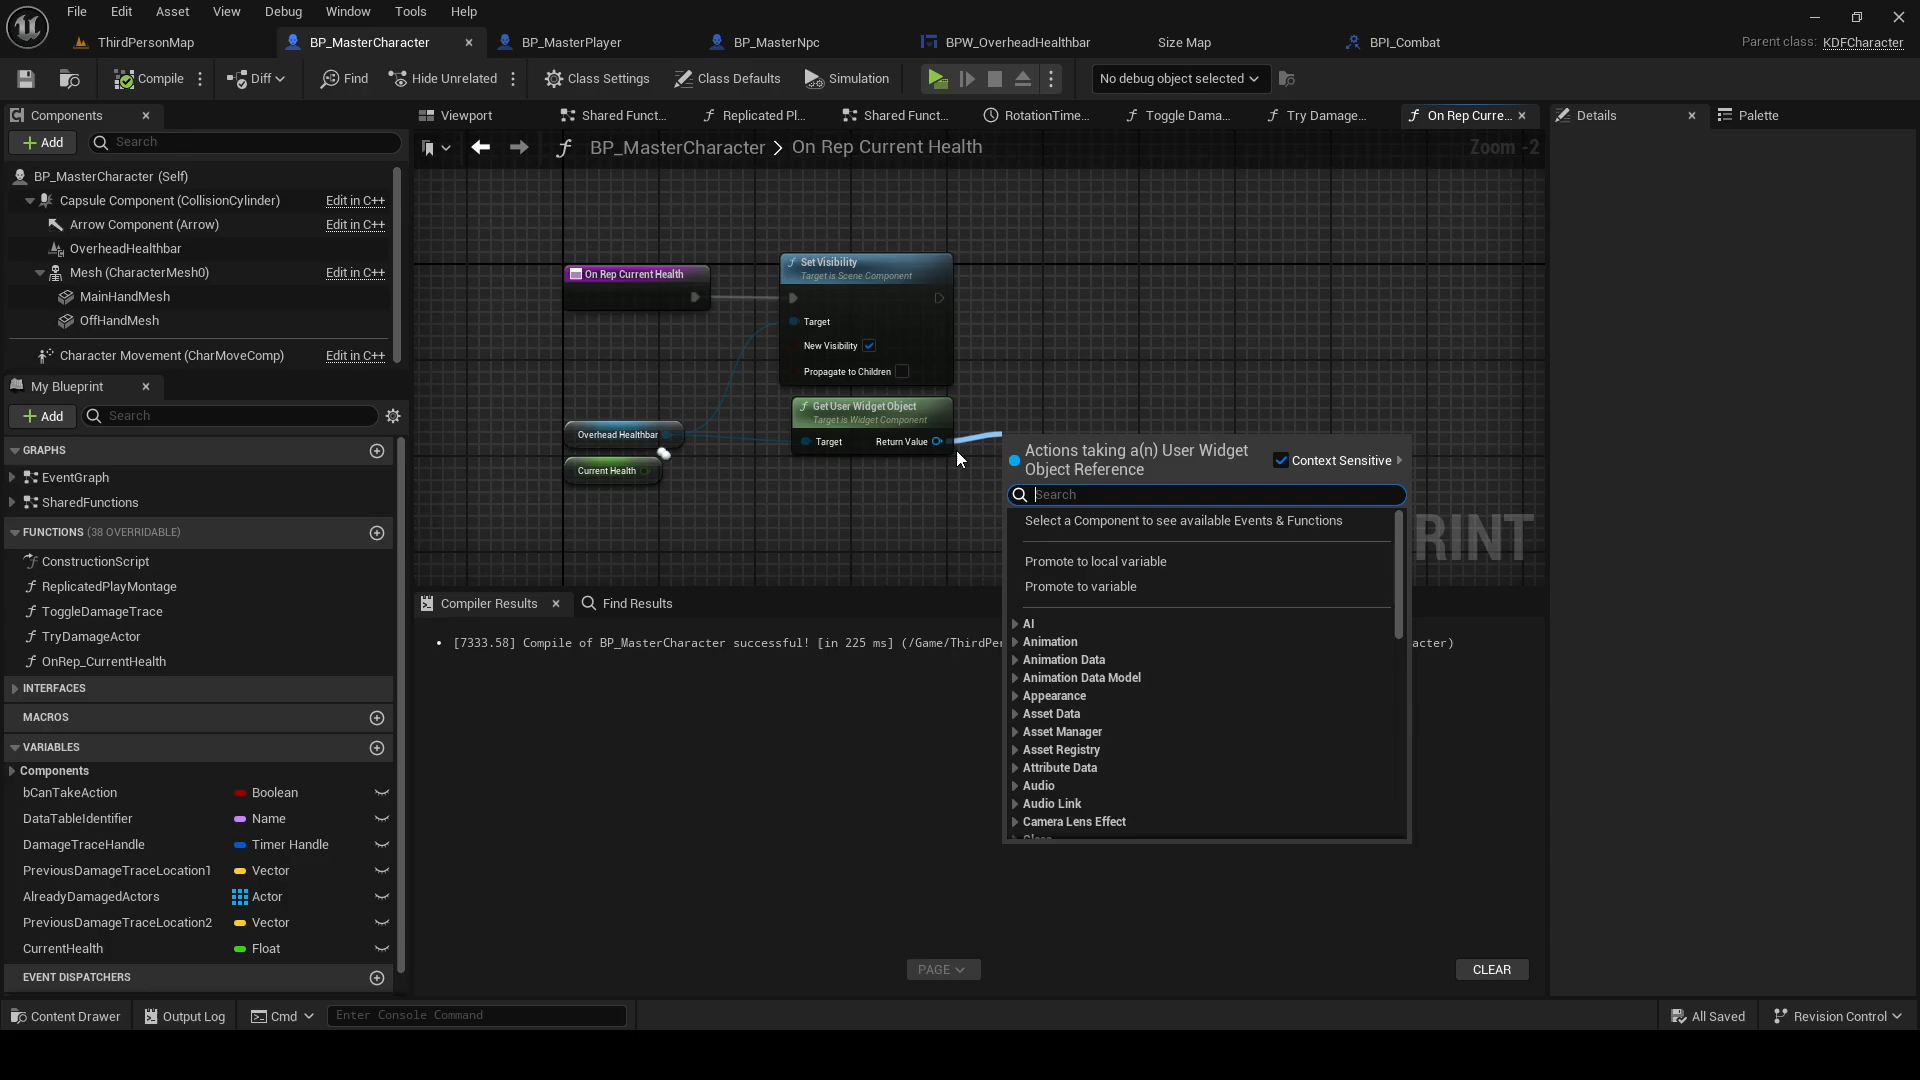 File Edit Asset View Debug Window Tools Help
ThirdPersonMap BP_MasterCharacter BP_MasterPlayer BP_MasterNpc BPW_OverheadHealthbar Size Map BPI_Combat Parent class: KDFCharacter
Compile Diff Find Hide Unrelated Class Settings Class Defaults Simulation No debug object selected
Components
Add Search
BP_MasterCharacter (Self)
Capsule Component (CollisionCylinder) Edit in C++
Arrow Component (Arrow) Edit in C++
OverheadHealthbar
Mesh (CharacterMesh0) Edit in C++
MainHandMesh
OffHandMesh
Character Movement (CharMoveComp) Edit in C++
My Blueprint
Add Search
GRAPHS
EventGraph
SharedFunctions
FUNCTIONS (38 OVERRIDABLE)
ConstructionScript
ReplicatedPlayMontage
ToggleDamageTrace
TryDamageActor
OnRep_CurrentHealth
INTERFACES
MACROS
VARIABLES
Components
bCanTakeAction Boolean
DataTableIdentifier Name
DamageTraceHandle Timer Handle
PreviousDamageTraceLocation1 Vector
AlreadyDamagedActors Actor
PreviousDamageTraceLocation2 Vector
CurrentHealth Float
EVENT DISPATCHERS
Viewport Shared Funct... Replicated Pl... Shared Funct... RotationTime... Toggle Dama... Try Damage... On Rep Curre...
BP_MasterCharacter > On Rep Current Health Zoom -2
On Rep Current Health
Set Visibility
Target is Scene Component
Target
New Visibility
Propagate to Children
Overhead Healthbar
Current Health
Get User Widget Object
Target is Widget Component
Target Return Value
RINT
Actions taking a(n) User Widget
Object Reference
Context Sensitive
Search
Select a Component to see available Events & Functions
Promote to local variable
Promote to variable
AI
Animation
Animation Data
Animation Data Model
Appearance
Asset Data
Asset Manager
Asset Registry
Attribute Data
Audio
Audio Link
Camera Lens Effect
Compiler Results Find Results
[7333.58] Compile of BP_MasterCharacter successful! [in 225 ms] (/Game/ThirdPer acter)
PAGE CLEAR
Details Palette
Content Drawer Output Log Cmd Enter Console Command All Saved Revision Control